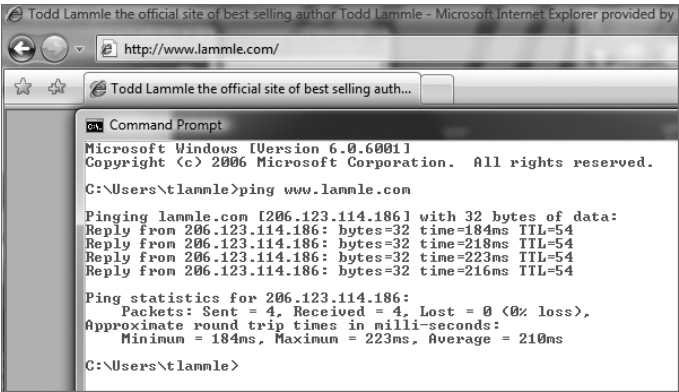 Todd Lammle the official site of best selling author Todd Lammle - Microsoft Internet Explorer provided by
http://www.lammle.com/
Todd Lammle the official site of best selling auth...
Command Prompt
Microsoft Windows [Version 6.0.6001]
Copyright (c) 2006 Microsoft Corporation.  All rights reserved.
C:\Users\tlammle>ping www.lammle.com
Pinging lammle.com [206.123.114.186] with 32 bytes of data:
Reply from 206.123.114.186: bytes=32 time=184ms TTL=54
Reply from 206.123.114.186: bytes=32 time=218ms TTL=54
Reply from 206.123.114.186: bytes=32 time=223ms TTL=54
Reply from 206.123.114.186: bytes=32 time=216ms TTL=54
Ping statistics for 206.123.114.186:
Packets: Sent = 4, Received = 4, Lost = 0 (0% loss),
Approximate round trip times in milli-seconds:
Minimum = 184ms, Maximum = 223ms, Average = 210ms
C:\Users\tlammle>